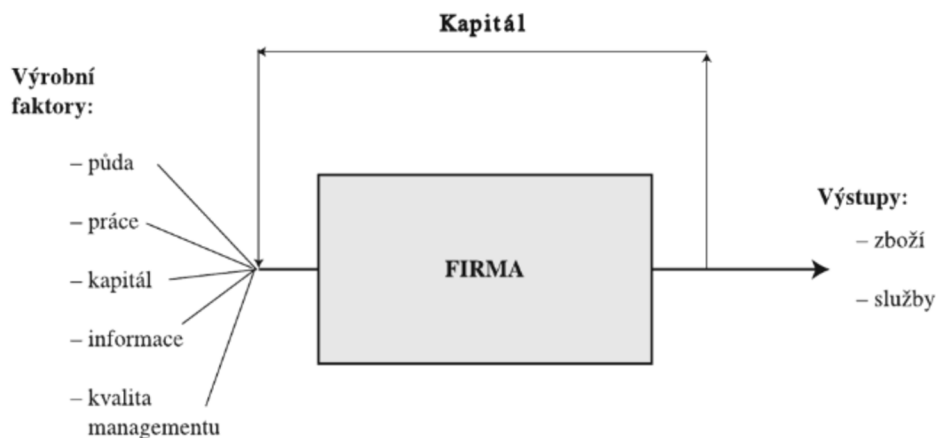 Kapitál
Výrobní
faktory:
– půda
– práce
– kapitál
– informace
– kvalita
managementu
FIRMA
Výstupy:
– zboží
– služby